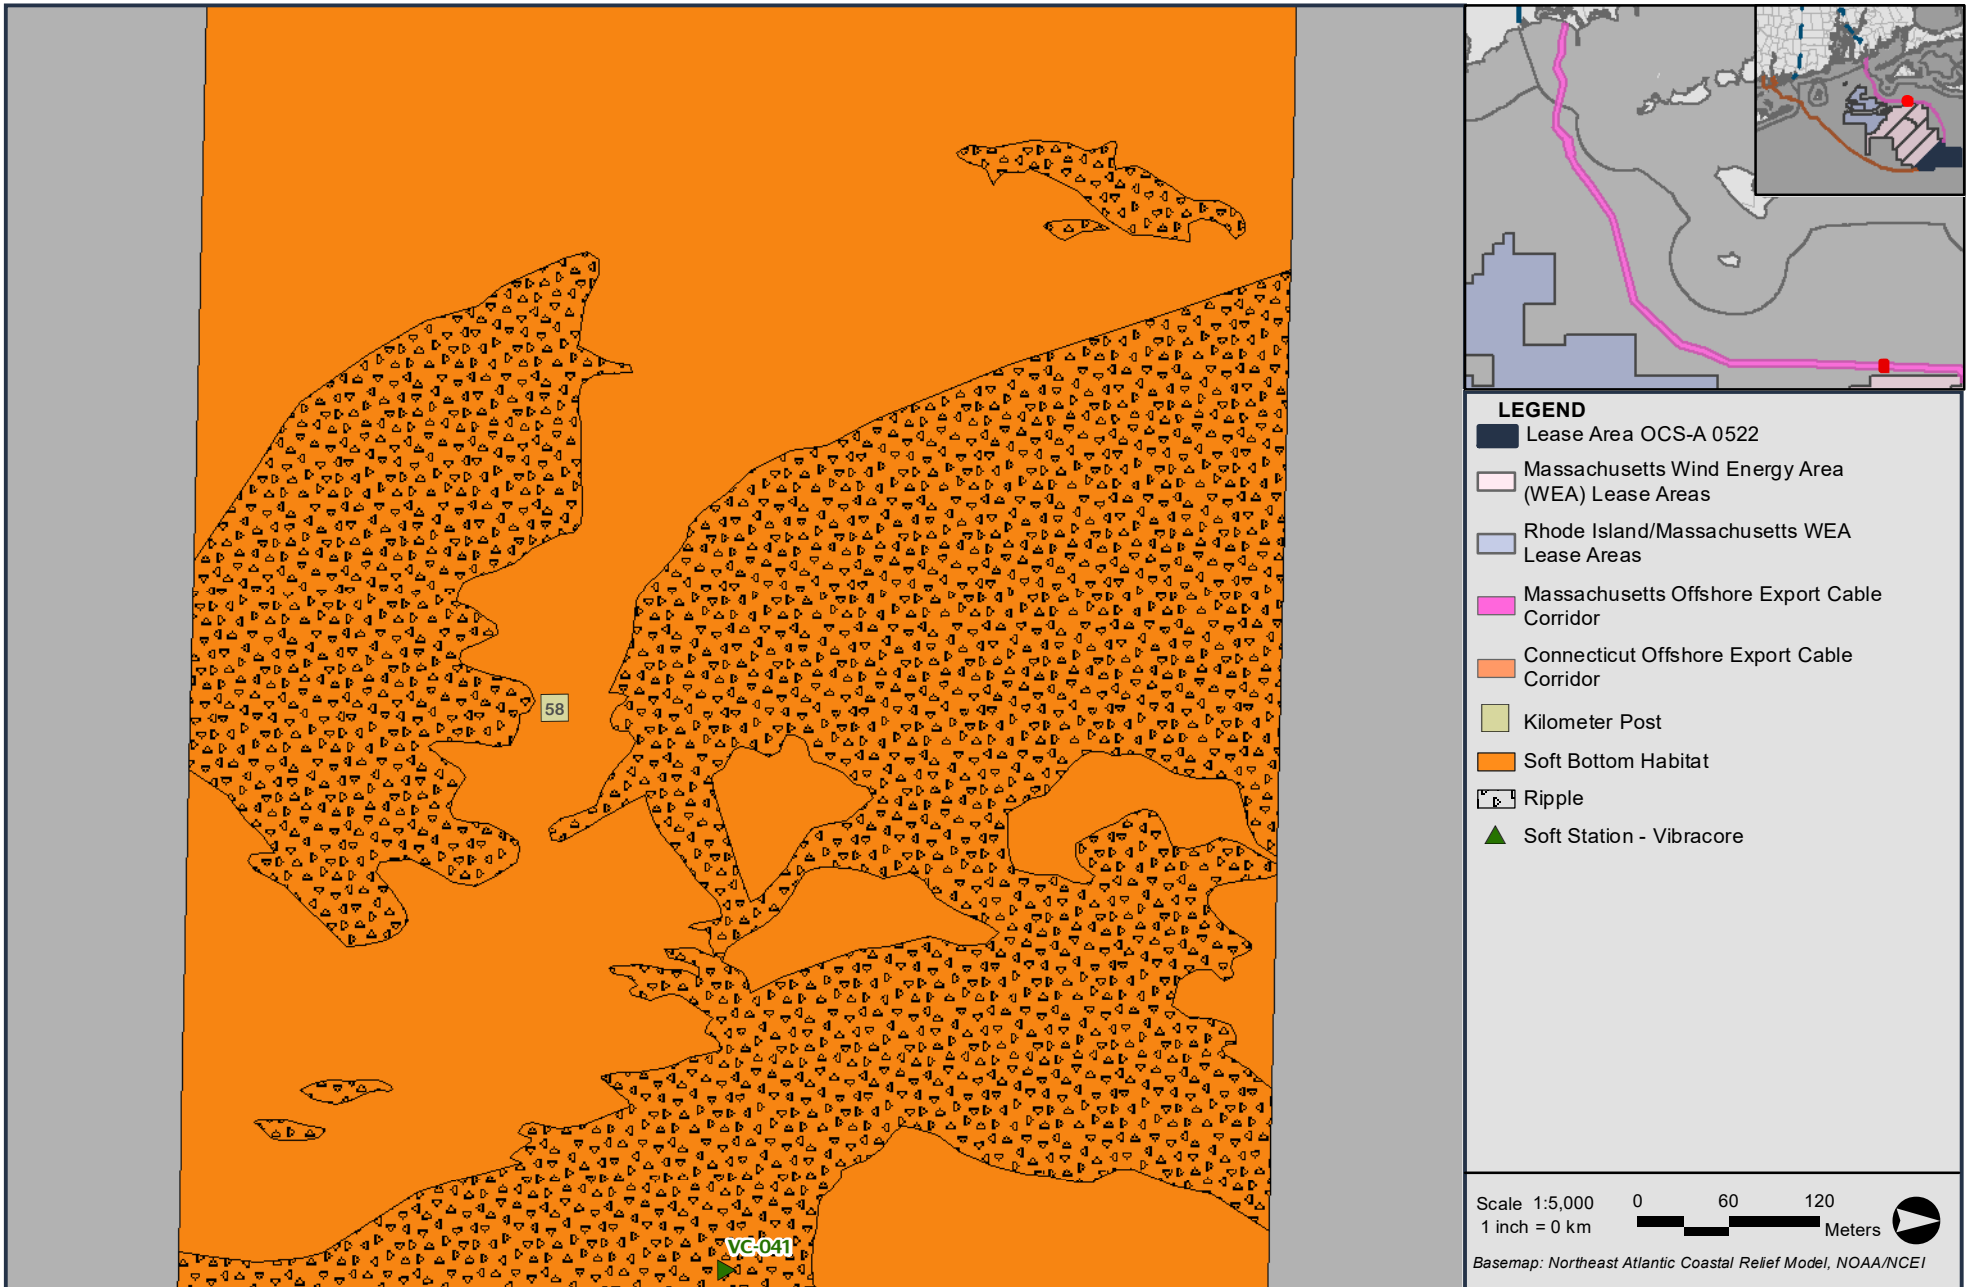 58
VC-041
LEGEND
Lease Area OCS-A 0522
Massachusetts Wind Energy Area
(WEA) Lease Areas
Rhode Island/Massachusetts WEA
Lease Areas
Massachusetts Offshore Export Cable
Corridor
Connecticut Offshore Export Cable
Corridor
Kilometer Post
Soft Bottom Habitat
Ripple
Soft Station - Vibracore
Scale 1:5,000
1 inch = 0 km
0 60 120
Meters
Basemap: Northeast Atlantic Coastal Relief Model, NOAA/NCEI